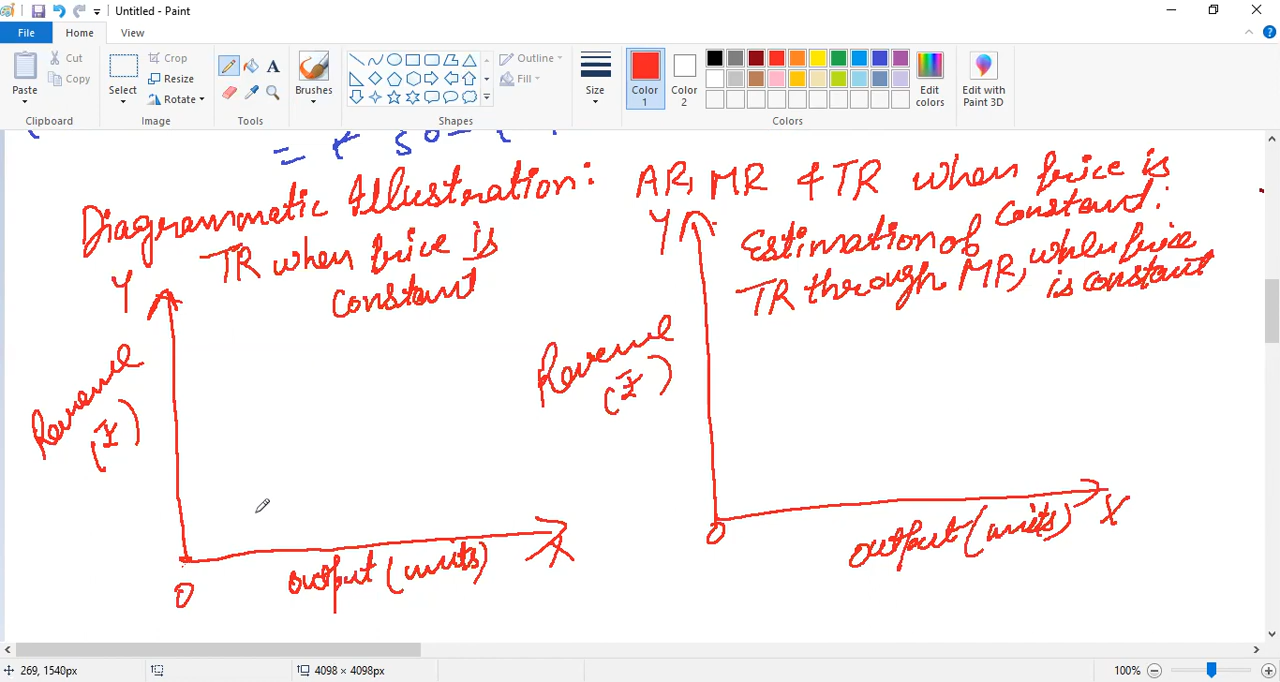 Untitled - Paint
File
Home
View
Paste
Cut
Copy
Clipboard
Select
Crop
Resize
Rotate
Image
A
Tools
Brushes
Shapes
Outline
Fill
Size
Color 1
Color 2
Edit colors
Edit with Paint 3D
Colors
Diagrammatic Illustration: AR, MR & TR when price is constant.
TR when price is
constant
Y
Revenue
(₹)
O
output (units)
X
Estimation of
TR through MR, when price
is constant
Y
Revenue
(₹)
O
output (units)
X
269, 1540px
4098 × 4098px
100%